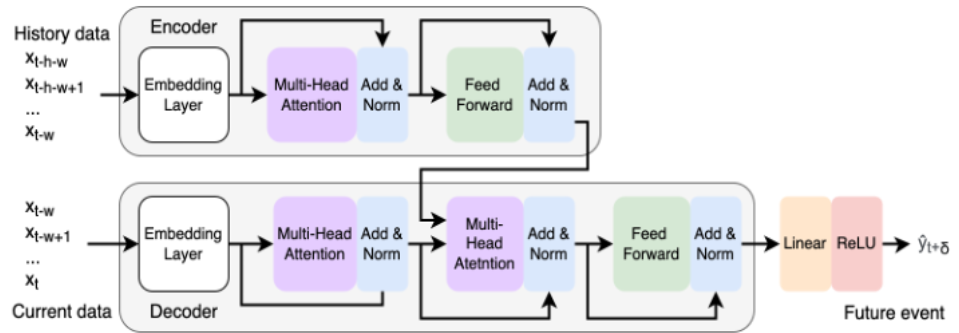 History data
x_{t-h-w}
x_{t-h-w+1}
...
x_{t-w}
Encoder
Embedding
Layer
Multi-Head
Attention
Add &
Norm
Feed
Forward
Add &
Norm
x_{t-w}
x_{t-w+1}
...
x_t
Current data
Embedding
Layer
Decoder
Multi-Head
Attention
Add &
Norm
Multi-
Head
Atetntion
Add &
Norm
Feed
Forward
Add &
Norm
Linear
ReLU
ŷ_{t+δ}
Future event